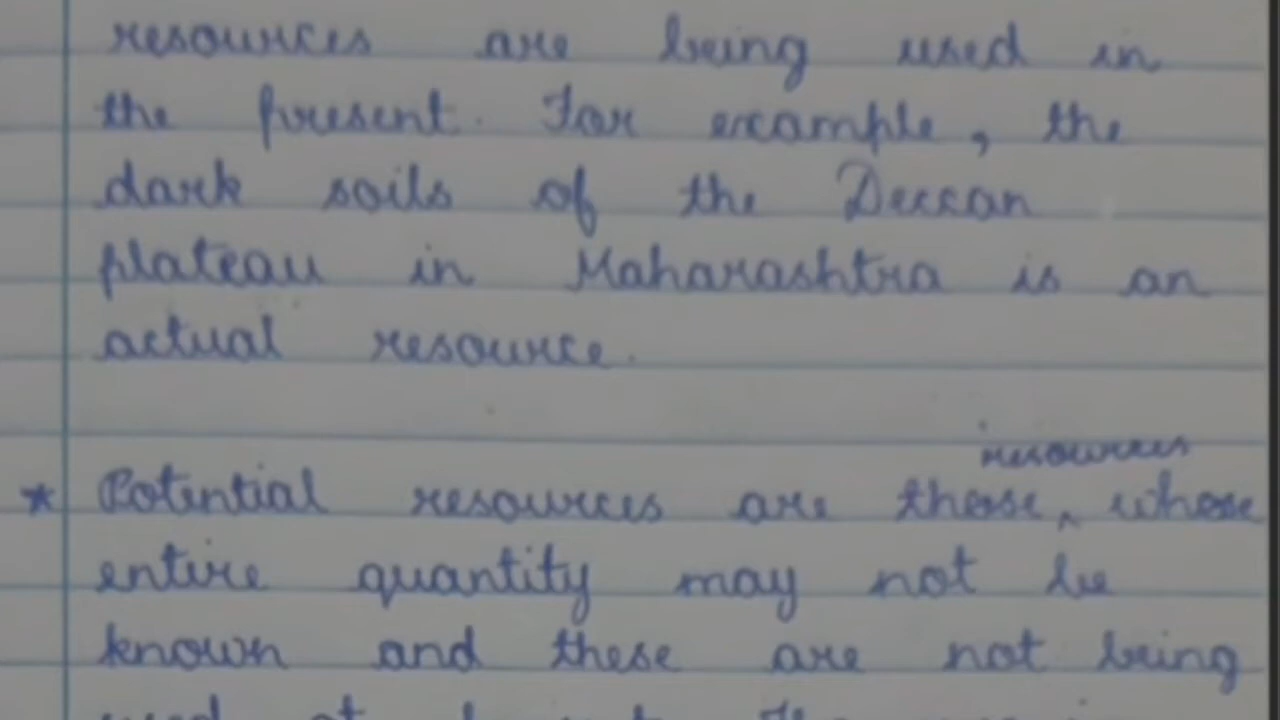 resources are being used in
the present. For example, the
dark soils of the Deccan
plateau in Maharashtra is an
actual resource.
resources
* Potential resources are those ^ whose
entire quantity may not be
known and these are not being
used at